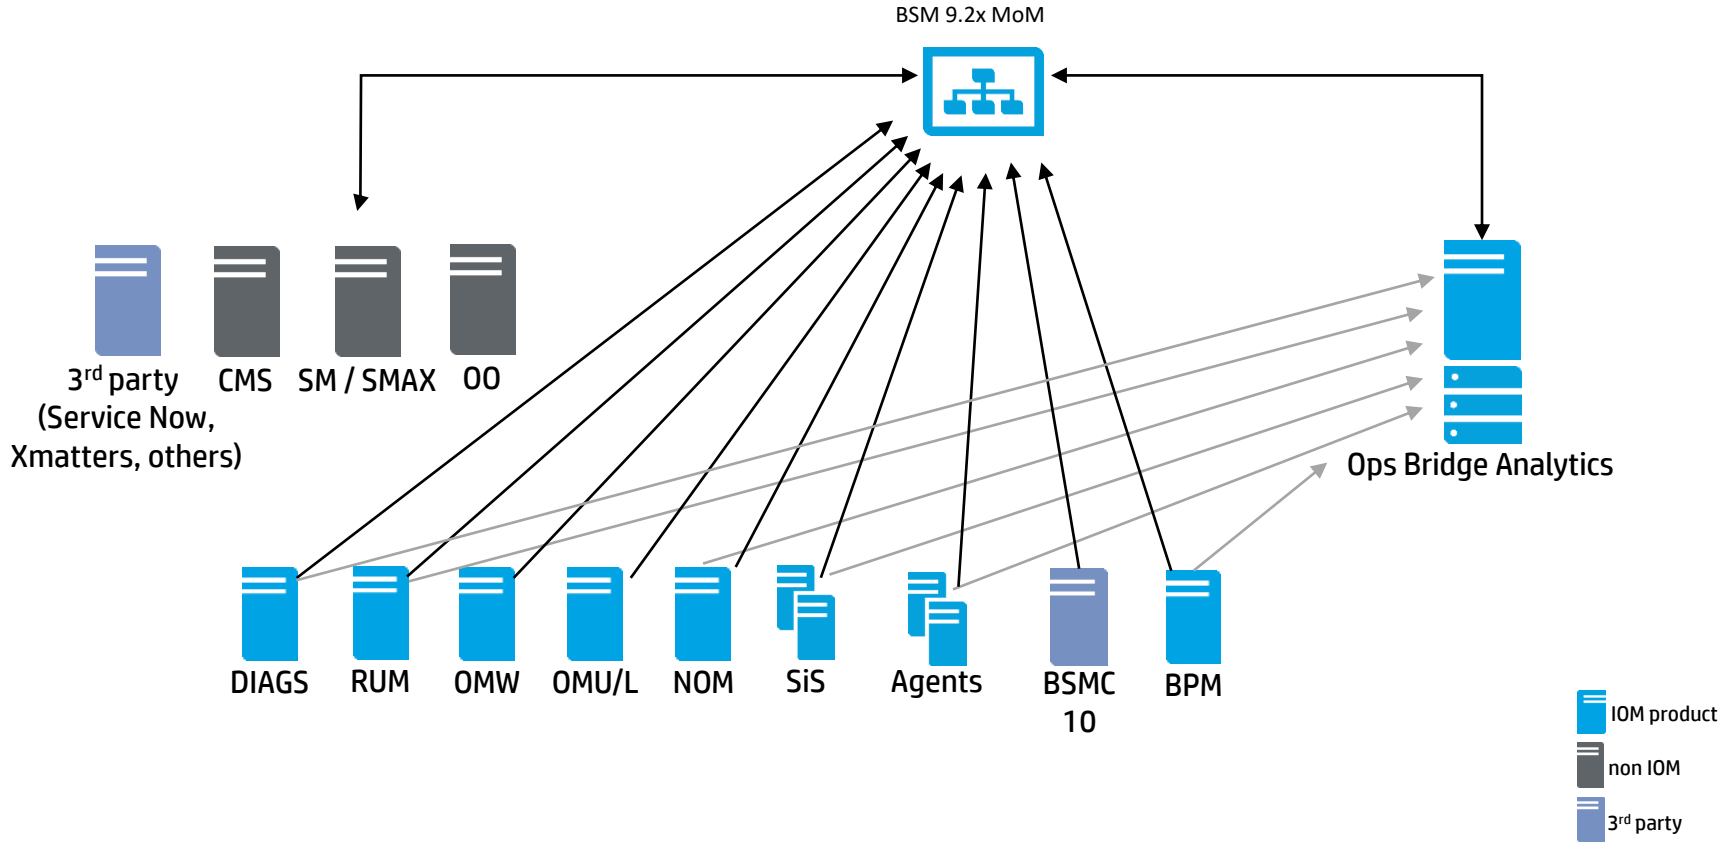 BSM 9.2x MoM
3rd party
(Service Now,
Xmatters, others)
CMS
SM / SMAX
OO
Ops Bridge Analytics
DIAGS
RUM
OMW
OMU/L
NOM
SiS
Agents
BSMC
10
BPM
IOM product
non IOM
3rd party